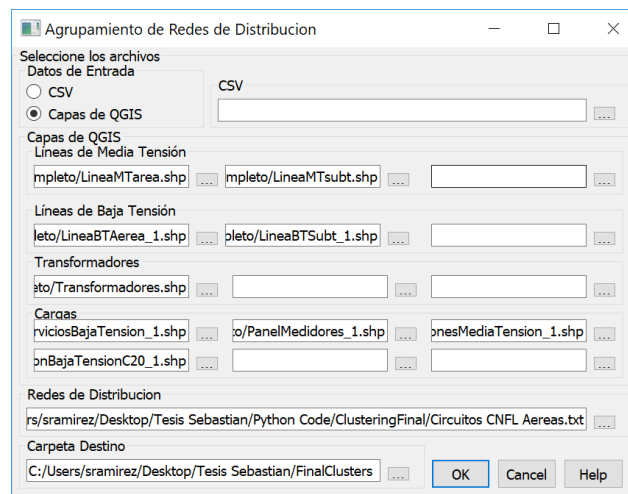 Agrupamiento de Redes de Distribucion
Seleccione los archivos
Datos de Entrada
CSV
Capas de QGIS
CSV
...
Capas de QGIS
Líneas de Media Tensión
mpleto/LineaMTarea.shp ... mpleto/LineaMTsubt.shp ... ...
Líneas de Baja Tensión
leto/LineaBTAerea_1.shp ... pleto/LineaBTSubt_1.shp ... ...
Transformadores
eto/Transformadores.shp ... ... ...
Cargas
rviciosBajaTension_1.shp ... to/PanelMedidores_1.shp ... onesMediaTension_1.shp ...
onBajaTensionC20_1.shp ... ... ...
Redes de Distribucion
rs/sramirez/Desktop/Tesis Sebastian/Python Code/ClusteringFinal/Circuitos CNFL Aereas.txt ...
Carpeta Destino
C:/Users/sramirez/Desktop/Tesis Sebastian/FinalClusters ... OK Cancel Help